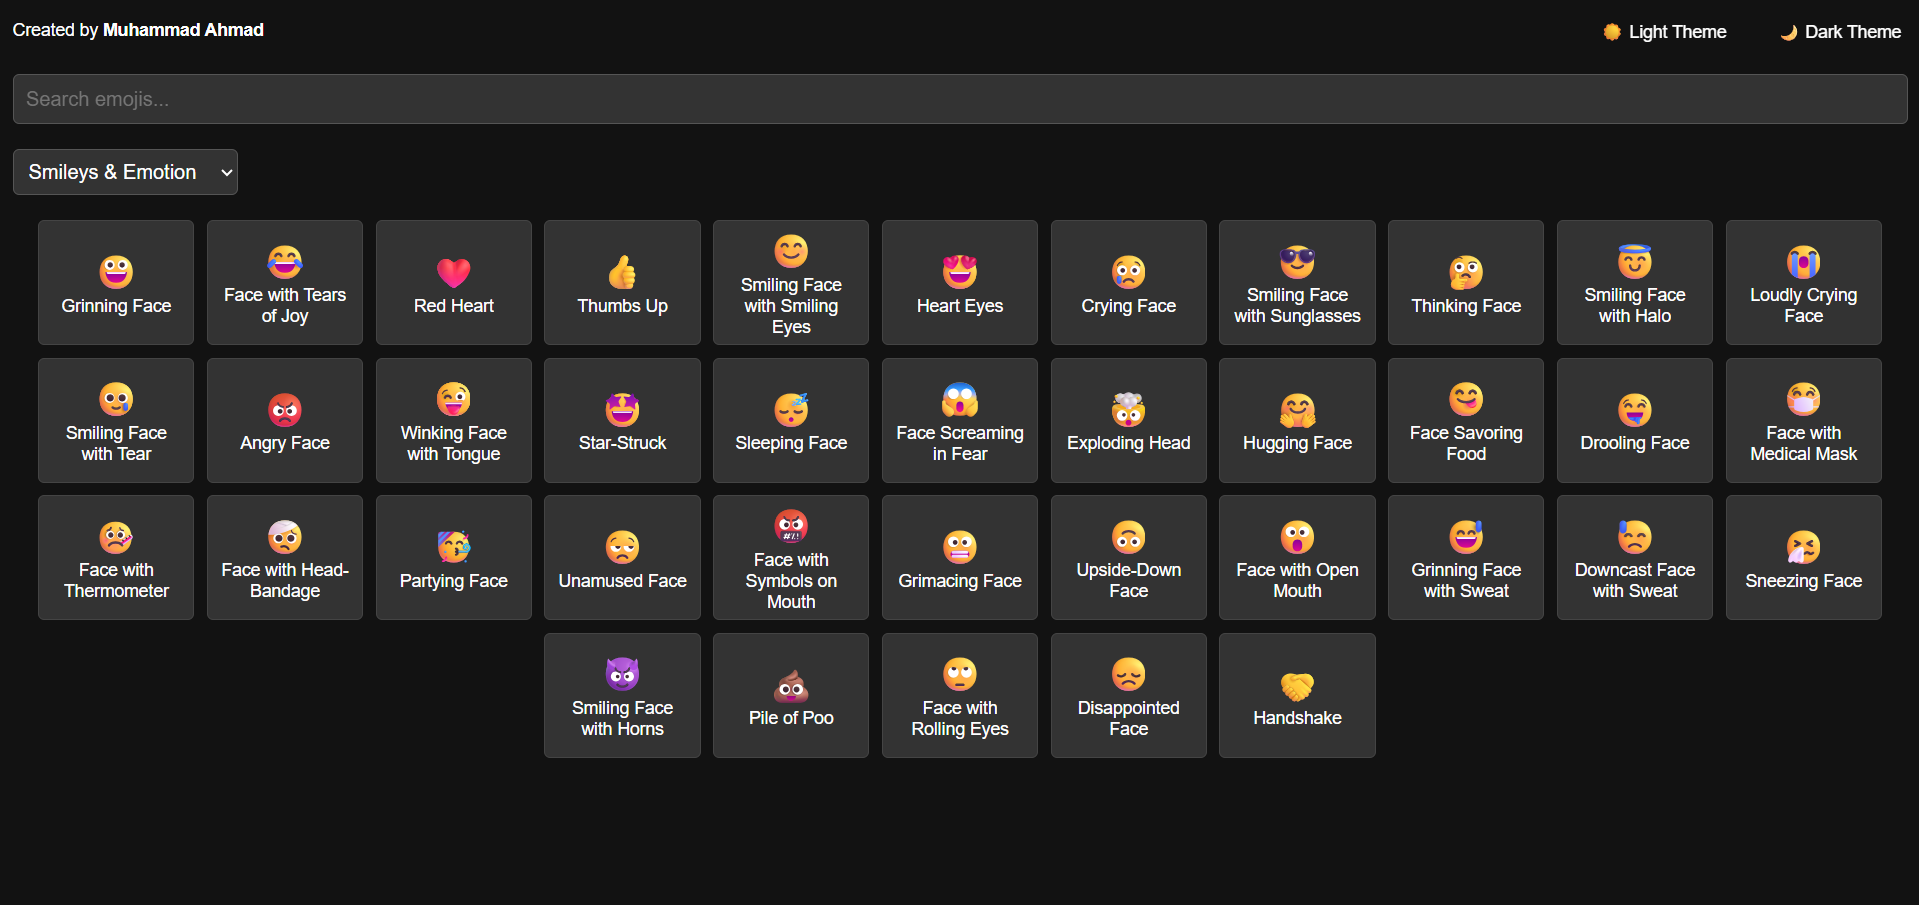 Created by Muhammad Ahmad
Light Theme
Dark Theme
Search emojis...
Smileys & Emotion
Grinning Face
Face with Tears
of Joy
Red Heart
Thumbs Up
Smiling Face
with Smiling
Eyes
Heart Eyes
Crying Face
Smiling Face
with Sunglasses
Thinking Face
Smiling Face
with Halo
Loudly Crying
Face
Smiling Face
with Tear
Angry Face
Winking Face
with Tongue
Star-Struck
Sleeping Face
Face Screaming
in Fear
Exploding Head
Hugging Face
Face Savoring
Food
Drooling Face
Face with
Medical Mask
Face with
Thermometer
Face with Head-
Bandage
Partying Face
Unamused Face
Face with
Symbols on
Mouth
Grimacing Face
Upside-Down
Face
Face with Open
Mouth
Grinning Face
with Sweat
Downcast Face
with Sweat
Sneezing Face
Smiling Face
with Horns
Pile of Poo
Face with
Rolling Eyes
Disappointed
Face
Handshake